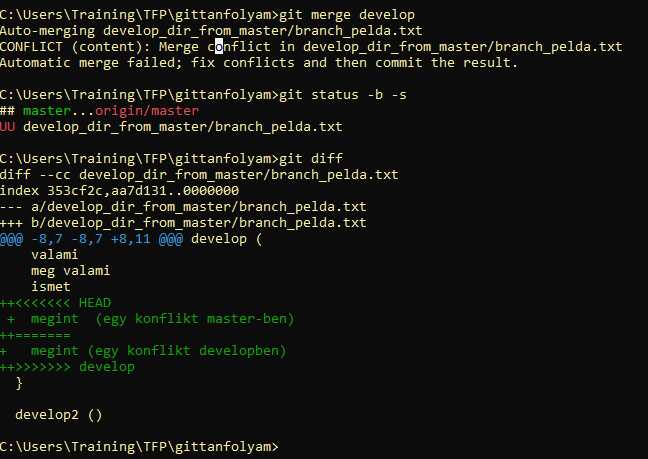 C:\Users\Training\TFP\gittanfolyam>git merge develop
Auto-merging develop_dir_from_master/branch_pelda.txt
CONFLICT (content): Merge conflict in develop_dir_from_master/branch_pelda.txt
Automatic merge failed; fix conflicts and then commit the result.

C:\Users\Training\TFP\gittanfolyam>git status -b -s
## master...origin/master
UU develop_dir_from_master/branch_pelda.txt

C:\Users\Training\TFP\gittanfolyam>git diff
diff --cc develop_dir_from_master/branch_pelda.txt
index 353cf2c,aa7d131..0000000
--- a/develop_dir_from_master/branch_pelda.txt
+++ b/develop_dir_from_master/branch_pelda.txt
@@@ -8,7 -8,7 +8,11 @@@ develop (
    valami
    meg valami
    ismet
++<<<<<<< HEAD
 +  megint  (egy konflikt master-ben)
++=======
+   megint (egy konflikt developben)
++>>>>>>> develop
  }

  develop2 ()

C:\Users\Training\TFP\gittanfolyam>